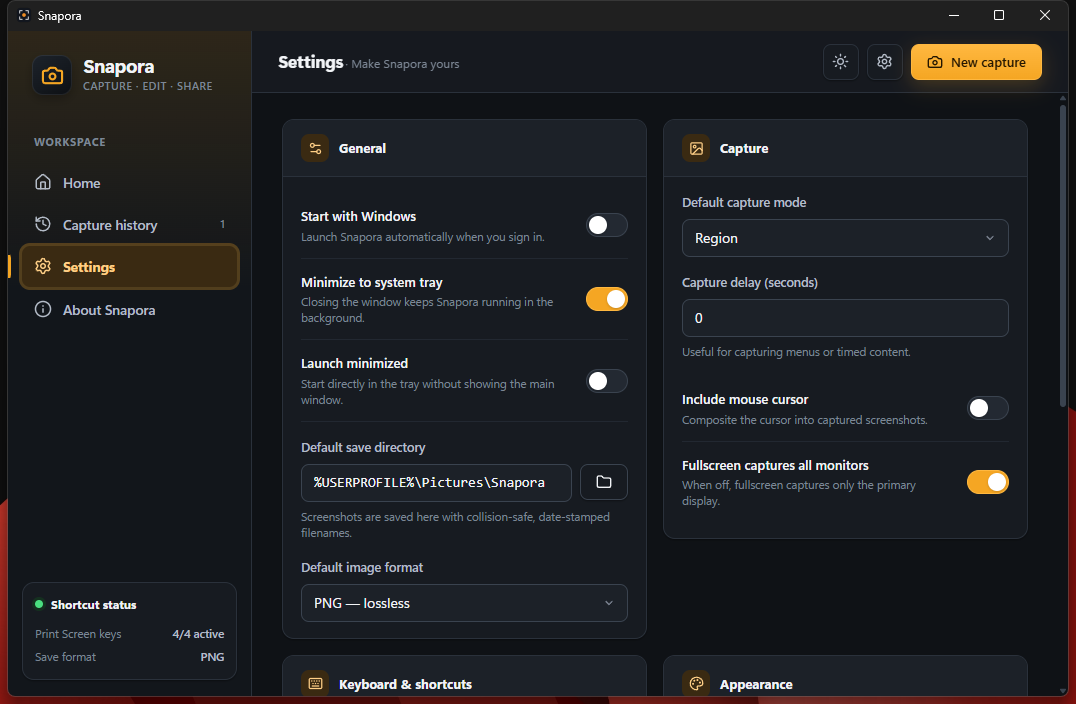 Snapora
Snapora
CAPTURE · EDIT · SHARE
WORKSPACE
Home
Capture history 1
Settings
About Snapora
Shortcut status
Print Screen keys 4/4 active
Save format PNG
Settings · Make Snapora yours
New capture
General
Start with Windows
Launch Snapora automatically when you sign in.
Minimize to system tray
Closing the window keeps Snapora running in the
background.
Launch minimized
Start directly in the tray without showing the main
window.
Default save directory
%USERPROFILE%\Pictures\Snapora
Screenshots are saved here with collision-safe, date-stamped
filenames.
Default image format
PNG — lossless
Capture
Default capture mode
Region
Capture delay (seconds)
0
Useful for capturing menus or timed content.
Include mouse cursor
Composite the cursor into captured screenshots.
Fullscreen captures all monitors
When off, fullscreen captures only the primary
display.
Keyboard & shortcuts
Appearance